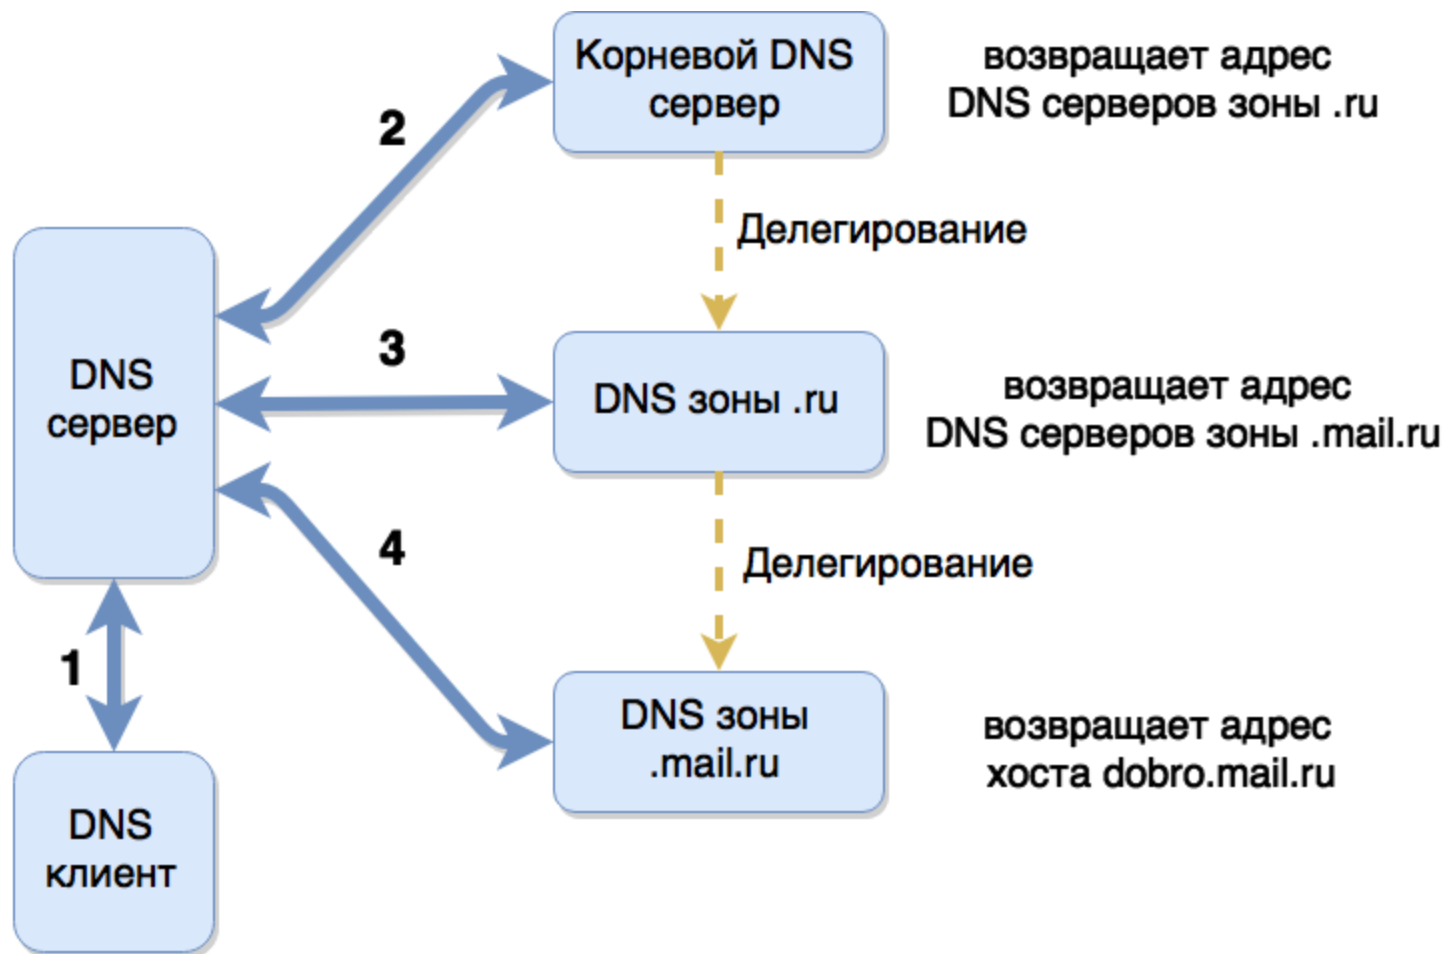 Корневой DNS
сервер
возвращает адрес
DNS серверов зоны .ru
2
Делегирование
DNS
сервер
3
DNS зоны .ru
возвращает адрес
DNS серверов зоны .mail.ru
4
Делегирование
1
DNS зоны
.mail.ru
возвращает адрес
хоста dobro.mail.ru
DNS
клиент